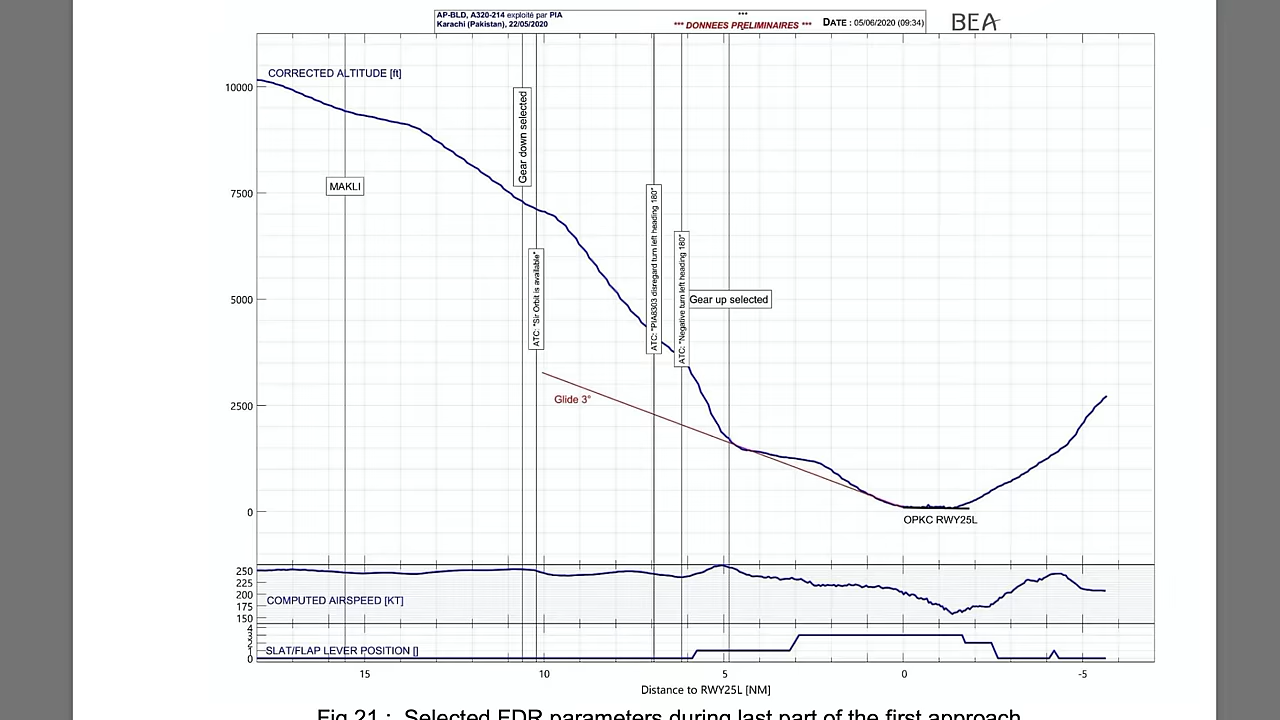 AP-BLD, A320-214 exploité par PIA
Karachi (Pakistan), 22/05/2020
***
*** DONNEES PRELIMINAIRES ***
DATE : 05/06/2020 (09:34)
BEA
CORRECTED ALTITUDE [ft]
10000
7500
5000
2500
0
MAKLI
Gear down selected
ATC: "Sir Orbit is available"
ATC: "PIA8303 disregard turn left heading 180"
ATC: "Negative turn left heading 180"
Gear up selected
Glide 3°
OPKC RWY25L
250
225
200
175
150
COMPUTED AIRSPEED [KT]
4
3
2
1
0
SLAT/FLAP LEVER POSITION []
15
10
5
0
-5
Distance to RWY25L [NM]
Fig 21 : Selected FDR parameters during last part of the first approach